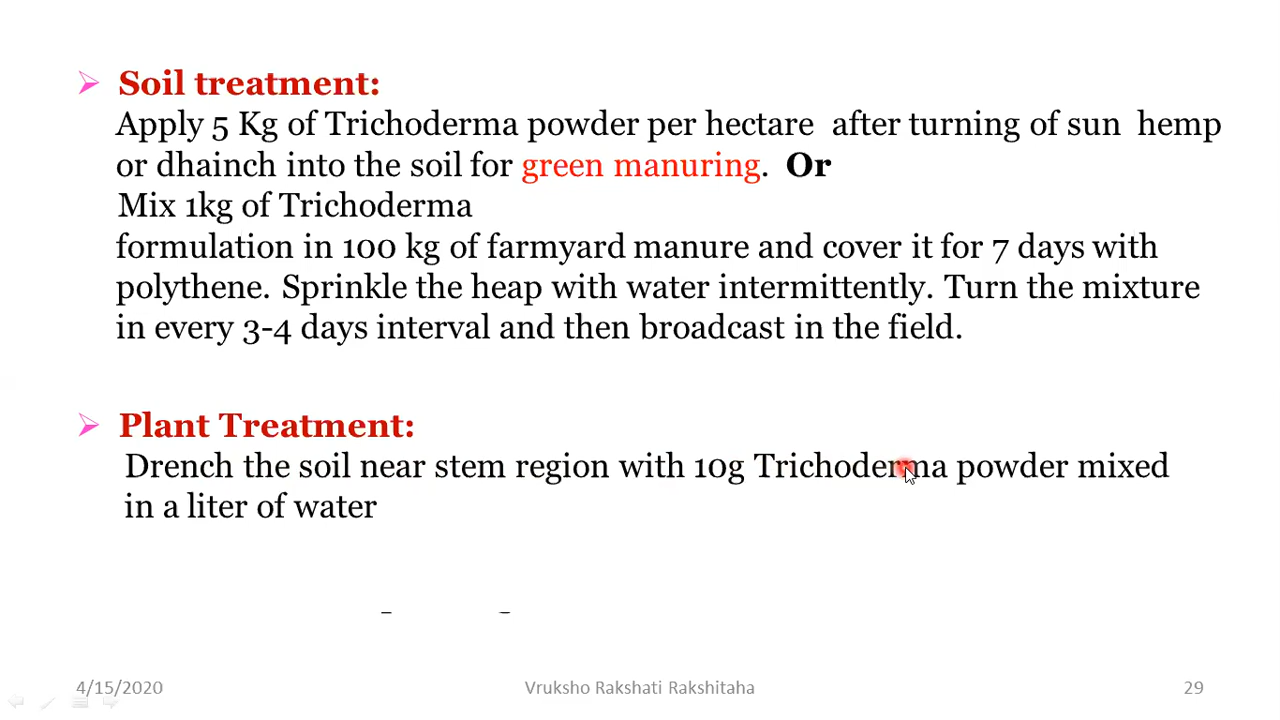 Soil treatment:
Apply 5 Kg of Trichoderma powder per hectare after turning of sun hemp
or dhainch into the soil for green manuring. Or
Mix 1kg of Trichoderma
formulation in 100 kg of farmyard manure and cover it for 7 days with
polythene. Sprinkle the heap with water intermittently. Turn the mixture
in every 3-4 days interval and then broadcast in the field.
Plant Treatment:
Drench the soil near stem region with 10g Trichoderma powder mixed
in a liter of water
4/15/2020
Vruksho Rakshati Rakshitaha
29